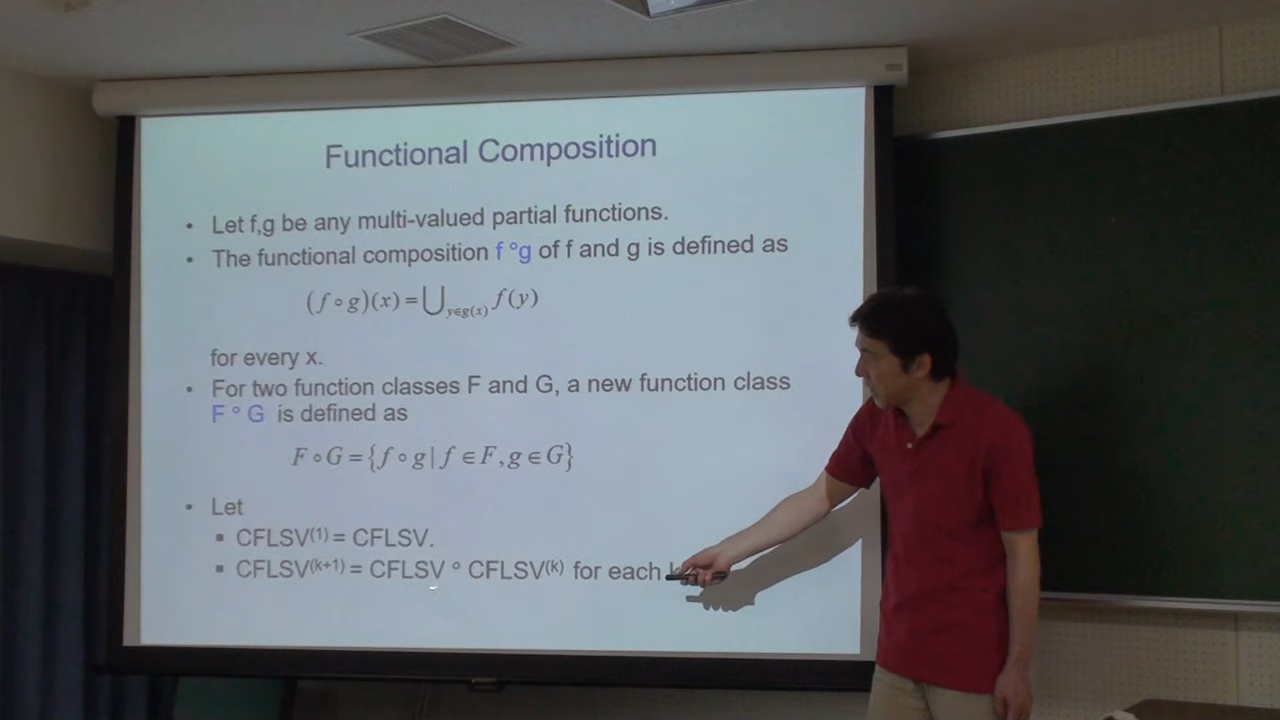 Functional Composition
• Let f,g be any multi-valued partial functions.
• The functional composition f °g of f and g is defined as
(f∘g)(x)=⋃_{y∈g(x)} f(y)
for every x.
• For two function classes F and G, a new function class
F ° G is defined as
F∘G={f∘g|f∈F,g∈G}
• Let
▪ CFLSV⁽¹⁾ = CFLSV.
▪ CFLSV⁽ᵏ⁺¹⁾ = CFLSV ° CFLSV⁽ᵏ⁾ for each